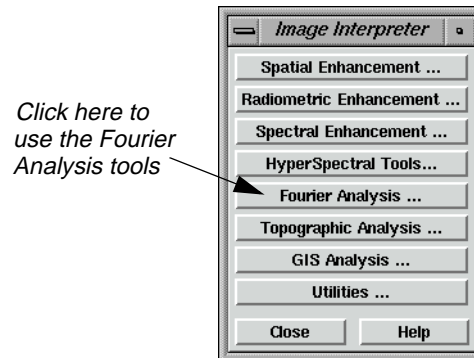 Image Interpreter
Spatial Enhancement ...
Radiometric Enhancement ...
Spectral Enhancement ...
HyperSpectral Tools...
Click here to
use the Fourier
Analysis tools
Fourier Analysis ...
Topographic Analysis ...
GIS Analysis ...
Utilities ...
Close Help